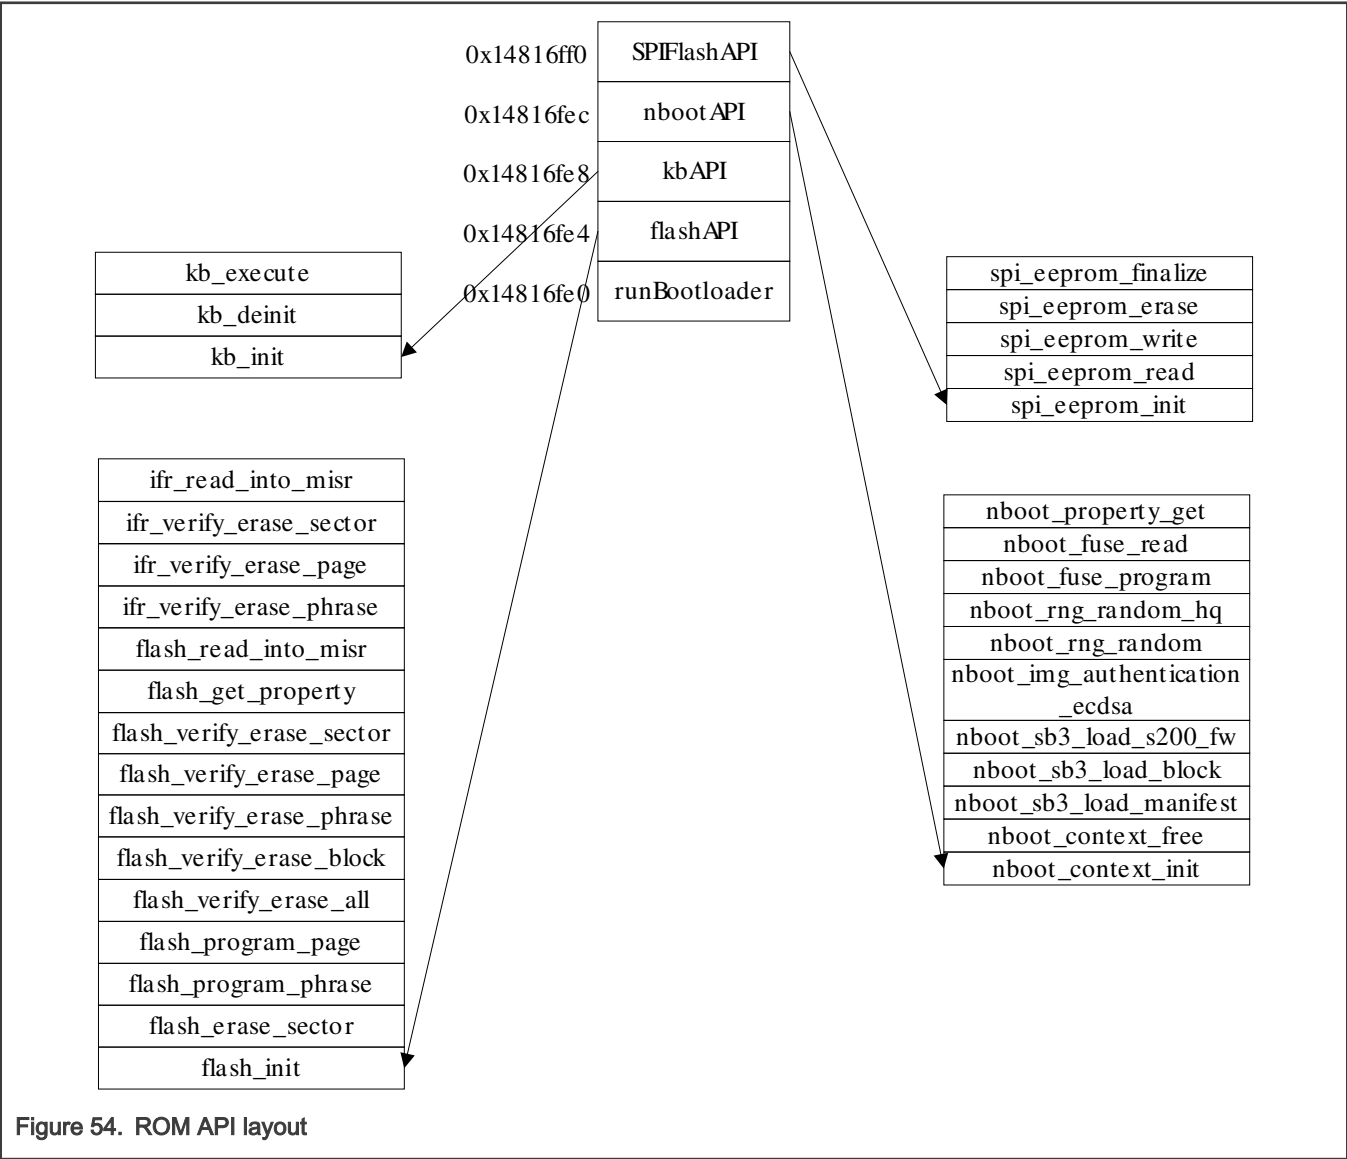 0x14816ff0 SPIFlashAPI
0x14816fec nbootAPI
0x14816fe8 kbAPI
0x14816fe4 flashAPI
0x14816fe0 runBootloader
kb_execute
kb_deinit
kb_init
spi_eeprom_finalize
spi_eeprom_erase
spi_eeprom_write
spi_eeprom_read
spi_eeprom_init
ifr_read_into_misr
ifr_verify_erase_sector
ifr_verify_erase_page
ifr_verify_erase_phrase
flash_read_into_misr
flash_get_property
flash_verify_erase_sector
flash_verify_erase_page
flash_verify_erase_phrase
flash_verify_erase_block
flash_verify_erase_all
flash_program_page
flash_program_phrase
flash_erase_sector
flash_init
nboot_property_get
nboot_fuse_read
nboot_fuse_program
nboot_rng_random_hq
nboot_rng_random
nboot_img_authentication
_ecdsa
nboot_sb3_load_s200_fw
nboot_sb3_load_block
nboot_sb3_load_manifest
nboot_context_free
nboot_context_init
Figure 54. ROM API layout